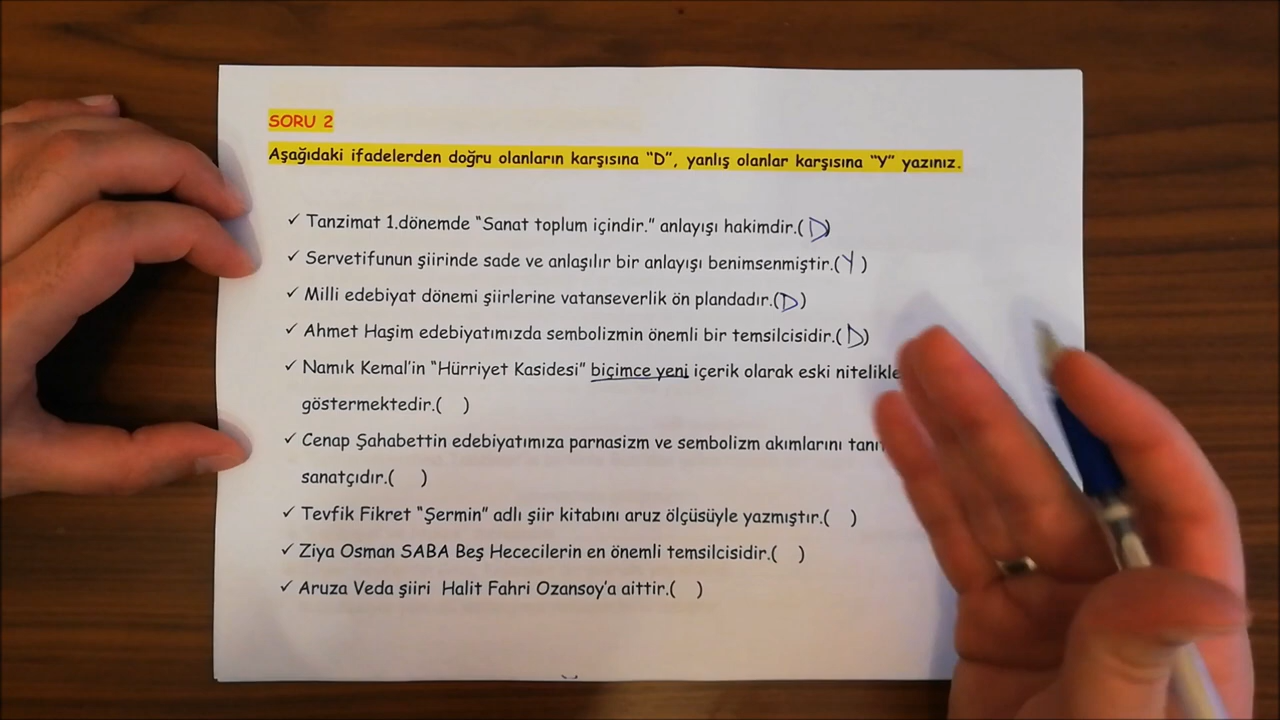 SORU 2
Aşağıdaki ifadelerden doğru olanların karşısına “D”, yanlış olanlar karşısına “Y” yazınız.
✓ Tanzimat 1.dönemde “Sanat toplum içindir.” anlayışı hakimdir.( D )
✓ Servetifunun şiirinde sade ve anlaşılır bir anlayışı benimsenmiştir.( Y )
✓ Milli edebiyat dönemi şiirlerine vatanseverlik ön plandadır.( D )
✓ Ahmet Haşim edebiyatımızda sembolizmin önemli bir temsilcisidir.( D )
✓ Namık Kemal’in “Hürriyet Kasidesi” biçimce yeni içerik olarak eski
göstermektedir.( )
✓ Cenap Şahabettin edebiyatımıza parnasizm ve sembolizm akımlarını
sanatçıdır.( )
✓ Tevfik Fikret “Şermin” adlı şiir kitabını aruz ölçüsüyle yazmıştır.( )
✓ Ziya Osman SABA Beş Hececilerin en önemli temsilcisidir.( )
✓ Aruza Veda şiiri Halit Fahri Ozansoy’a aittir.( )